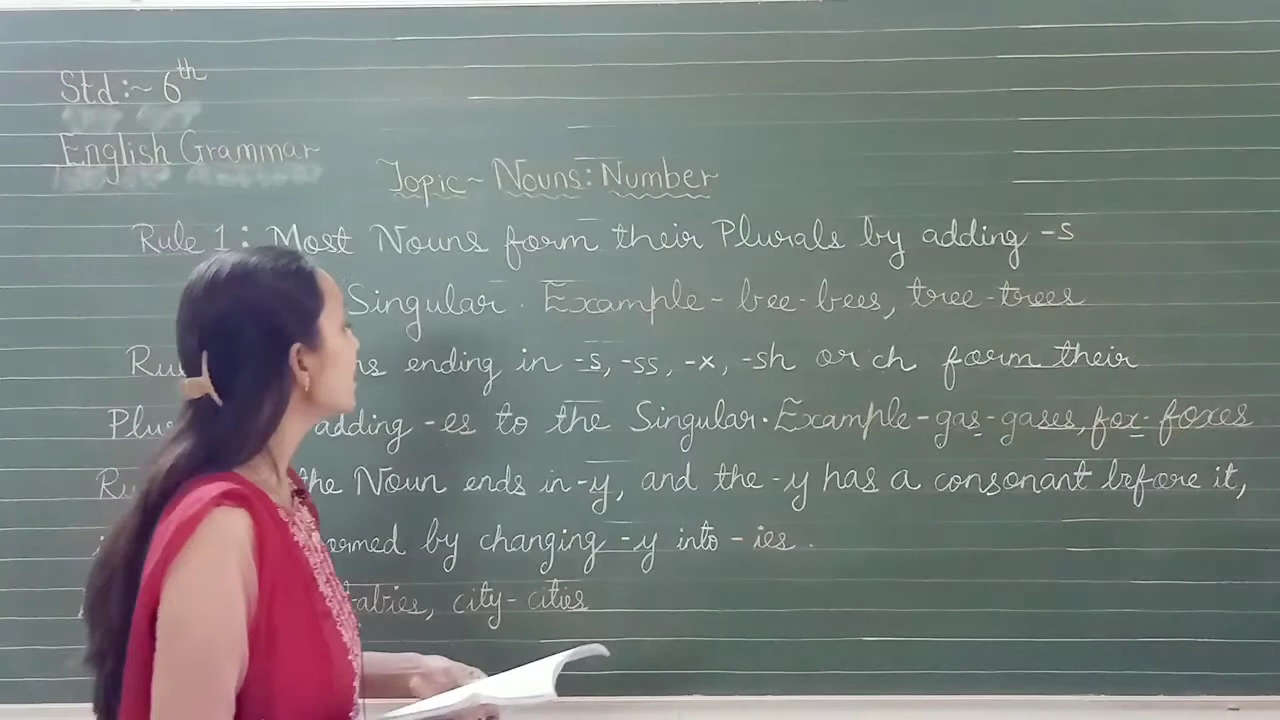 Std :~ 6th
English Grammar
Topic~ Nouns: Number
Rule 1: Most Nouns form their Plurals by adding -s
Singular. Example - bee-bees, tree-trees
ending in -s, -ss, -x, -sh or ch form their
adding -es to the Singular. Example - gas-gases, fox-foxes
the Noun ends in -y, and the -y has a consonant before it,
by changing -y into -ies.
city-cities